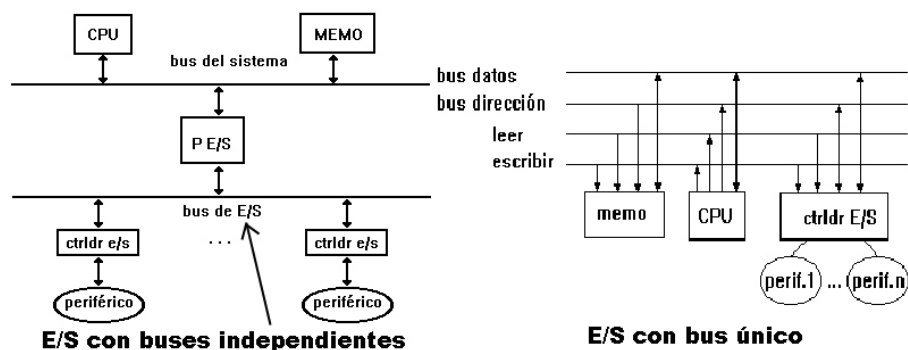 CPU
MEMO
bus del sistema
P E/S
bus de E/S
ctrldr e/s
. . .
ctrldr e/s
periférico
periférico
E/S con buses independientes
bus datos
bus dirección
leer
escribir
memo
CPU
ctrldr E/S
perif.1
...
perif.n
E/S con bus único